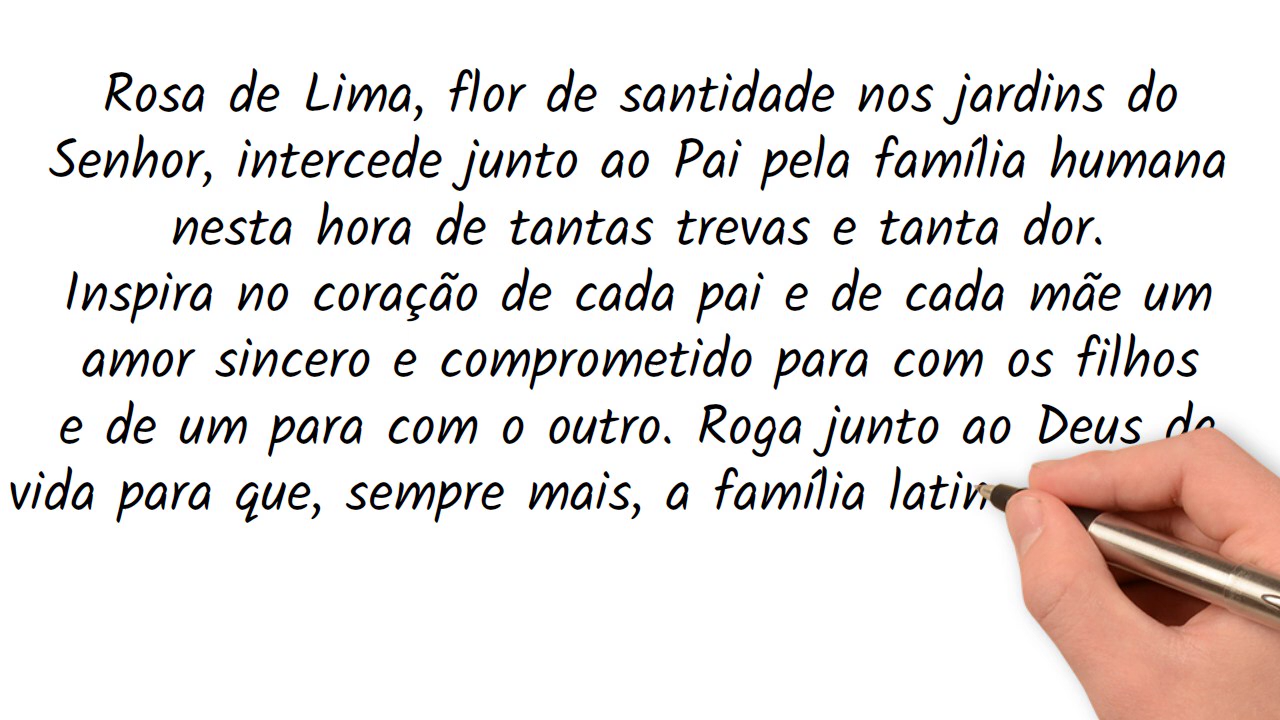 Rosa de Lima, flor de santidade nos jardins do
Senhor, intercede junto ao Pai pela família humana
nesta hora de tantas trevas e tanta dor.
Inspira no coração de cada pai e de cada mãe um
amor sincero e comprometido para com os filhos
e de um para com o outro. Roga junto ao Deus
vida para que, sempre mais, a família